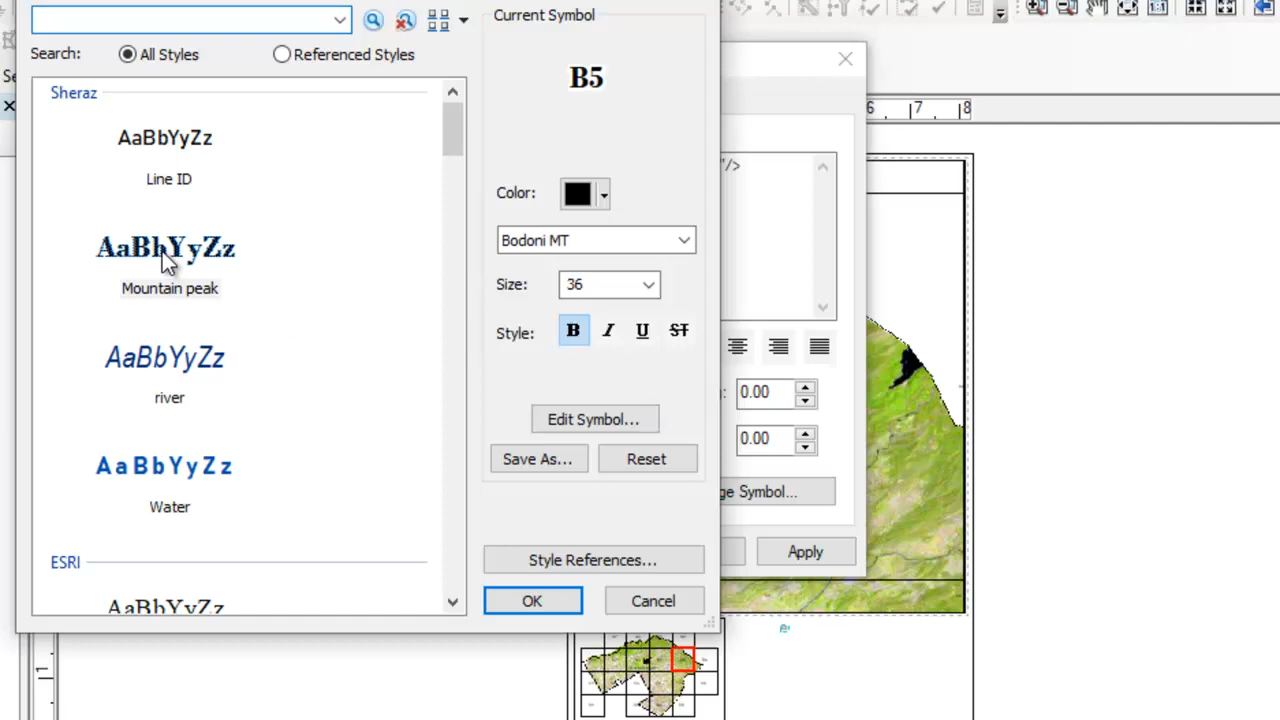 Current Symbol
Search:
All Styles
Referenced Styles
B5
Sheraz
AaBbYyZz
Line ID
AaBbYyZz
Mountain peak
AaBbYyZz
river
AaBbYyZz
Water
ESRI
AaBbYyZz
Color:
Bodoni MT
Size:
36
Style:
B I U ST
Edit Symbol...
Save As...
Reset
Style References...
OK
Cancel
"/>
0.00
0.00
ge Symbol...
Apply
6 7 8
1:1